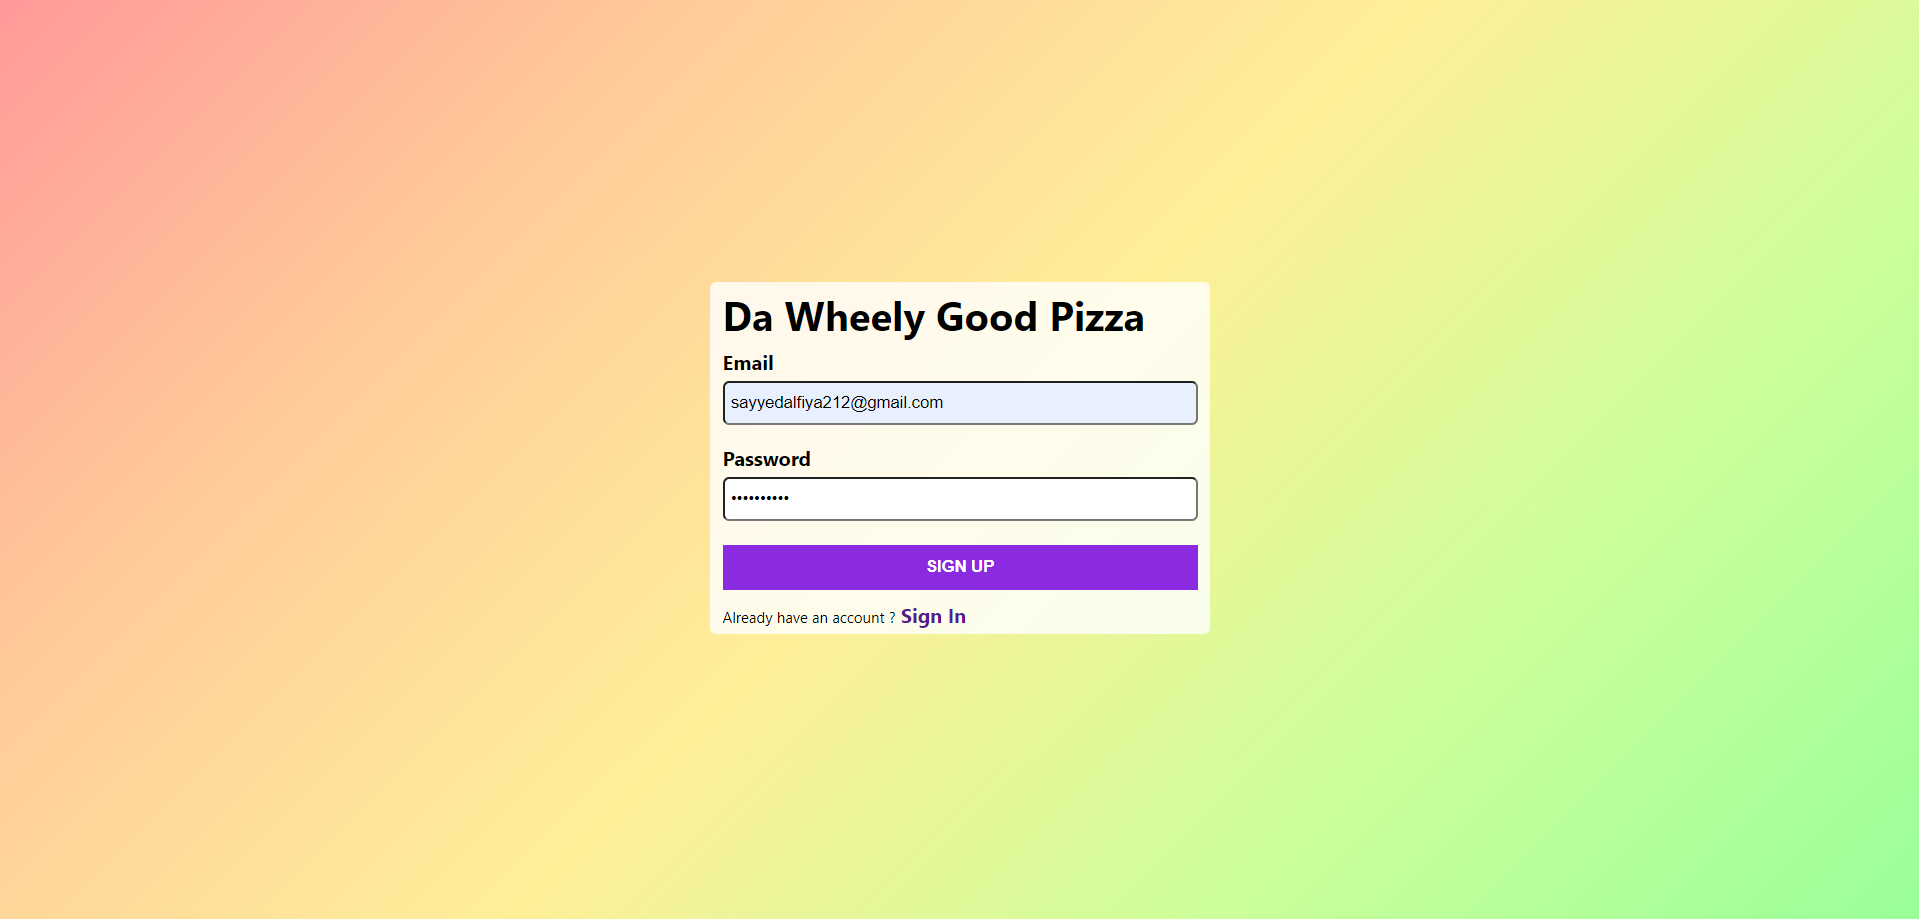 Da Wheely Good Pizza
Email
sayyedalfiya212@gmail.com
Password
••••••••••
SIGN UP
Already have an account ? Sign In